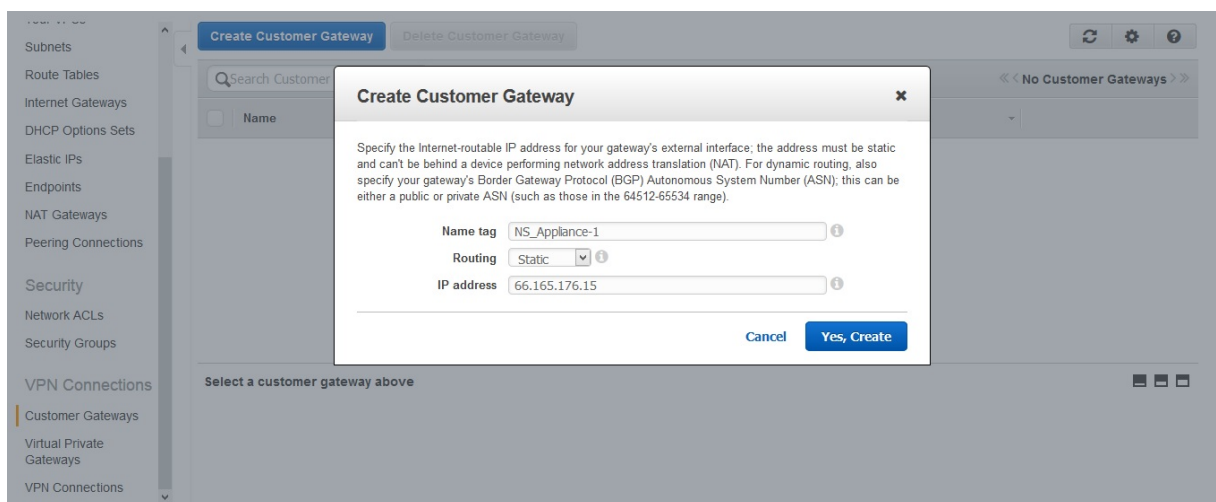 Subnets
Route Tables
Internet Gateways
DHCP Options Sets
Elastic IPs
Endpoints
NAT Gateways
Peering Connections
Security
Network ACLs
Security Groups
VPN Connections
Customer Gateways
Virtual Private
Gateways
VPN Connections
Create Customer Gateway Delete Customer Gateway
Search Customer
No Customer Gateways
Name
Create Customer Gateway
Specify the Internet-routable IP address for your gateway's external interface; the address must be static
and can't be behind a device performing network address translation (NAT). For dynamic routing, also
specify your gateway's Border Gateway Protocol (BGP) Autonomous System Number (ASN); this can be
either a public or private ASN (such as those in the 64512-65534 range).
Name tag NS_Appliance-1
Routing Static
IP address 66.165.176.15
Cancel Yes, Create
Select a customer gateway above